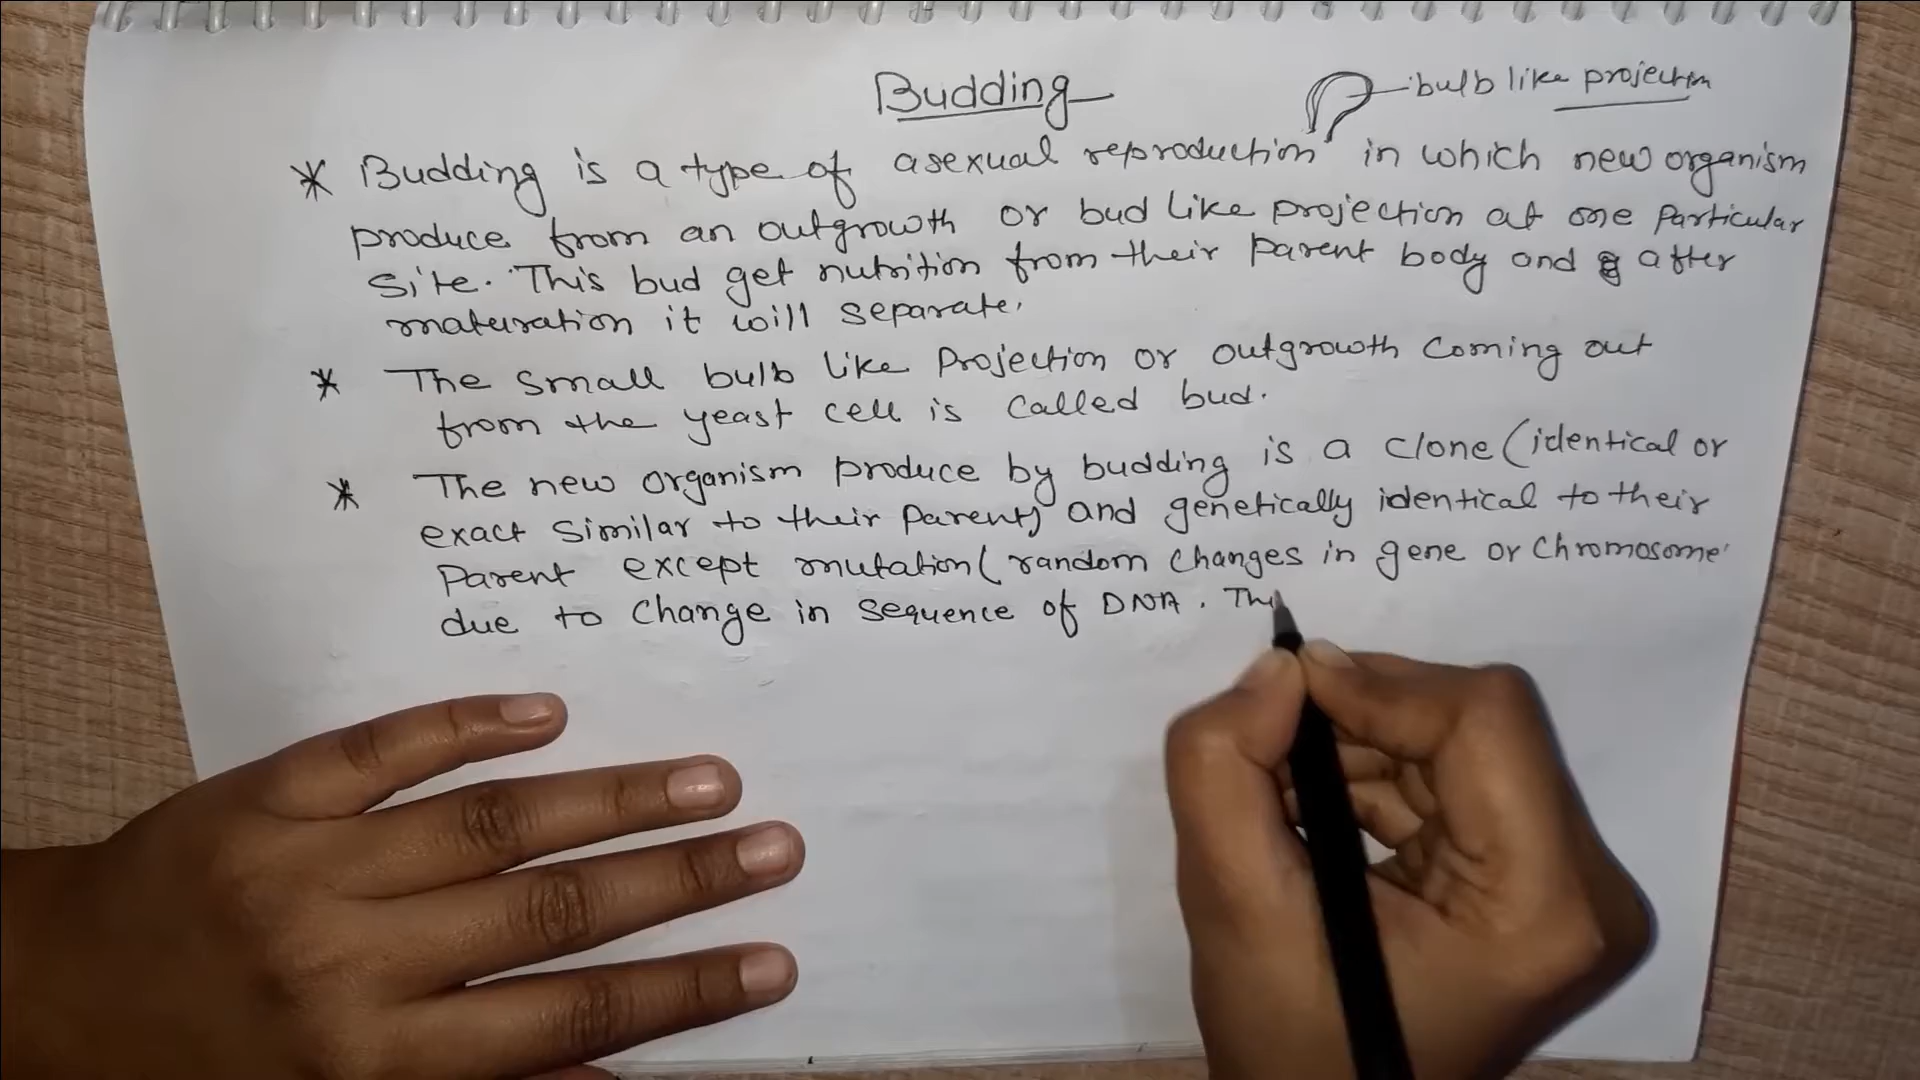 Budding
bulb like projection
* Budding is a type of asexual reproduction in which new organism
produce from an outgrowth or bud like projection at one particular
site. This bud get nutrition from their parent body and after
maturation it will separate.
* The small bulb like projection or outgrowth coming out
from the yeast cell is called bud.
* The new organism produce by budding is a clone (identical or
exact similar to their parent) and genetically identical to their
parent except mutation (random changes in gene or chromosome
due to change in sequence of DNA. Thi